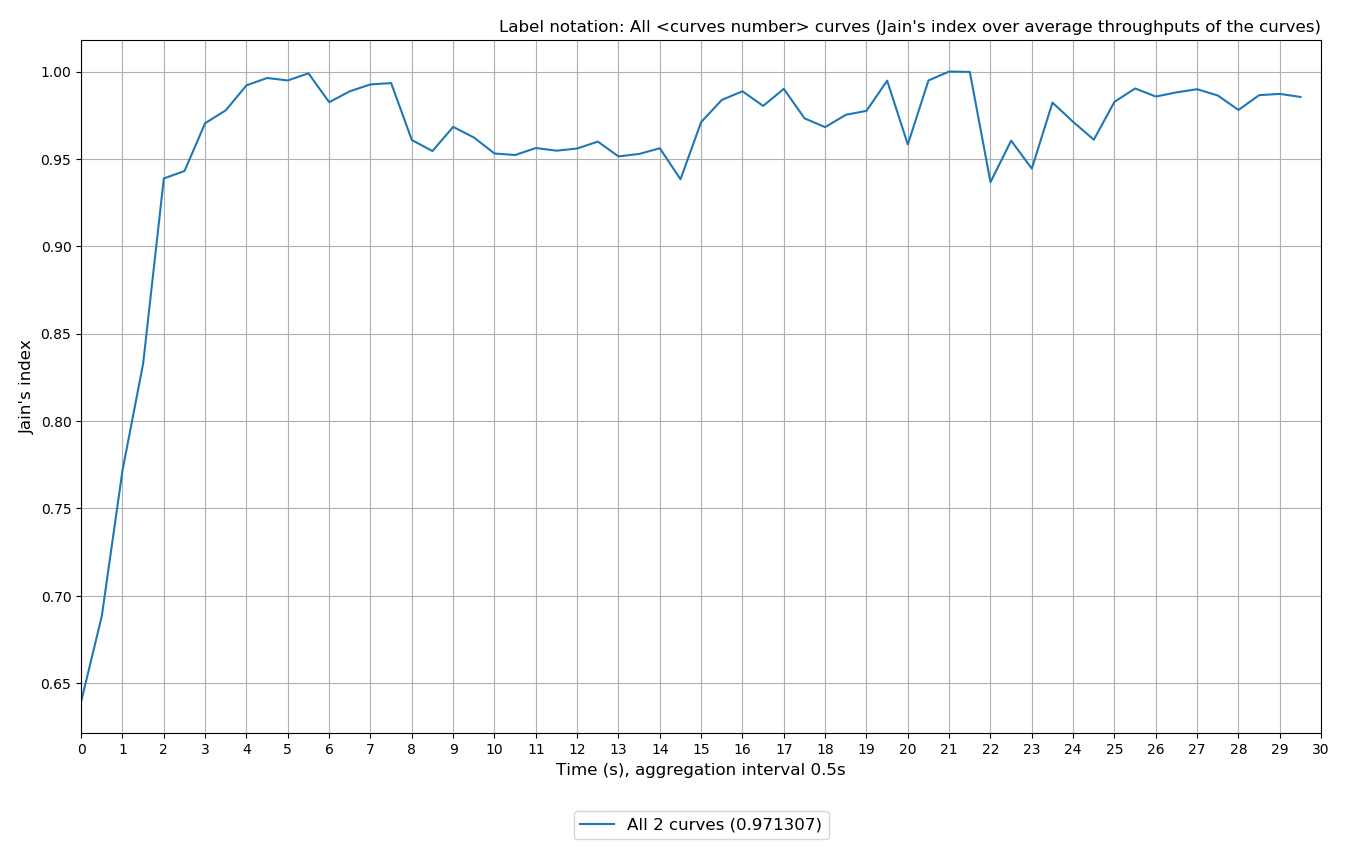 Label notation: All <curves number> curves (Jain's index over average throughputs of the curves)
1.00
0.95
0.90
0.85
0.80
0.75
0.70
0.65
Jain's index
0 1 2 3 4 5 6 7 8 9 10 11 12 13 14 15 16 17 18 19 20 21 22 23 24 25 26 27 28 29 30
Time (s), aggregation interval 0.5s
All 2 curves (0.971307)